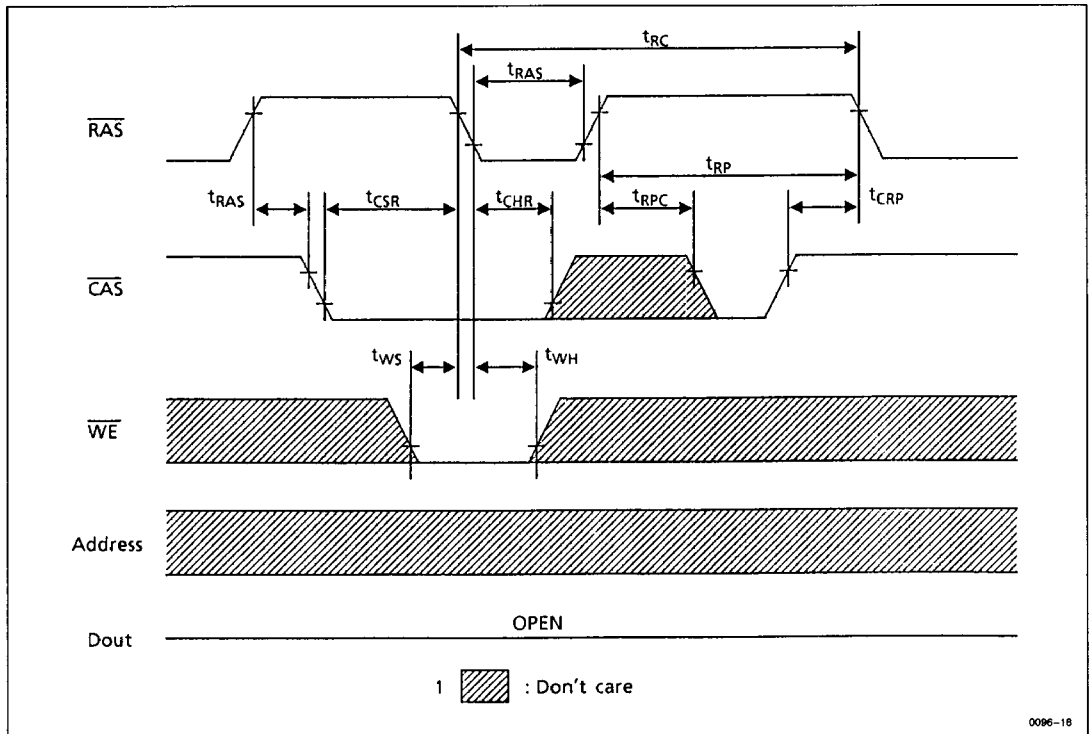 tRC
tRAS
RAS
tRP
tRAS
tCSR
tCHR
tRPC
tCRP
CAS
tWS
tWH
WE
Address
OPEN
Dout
1 : Don't care
0096-18